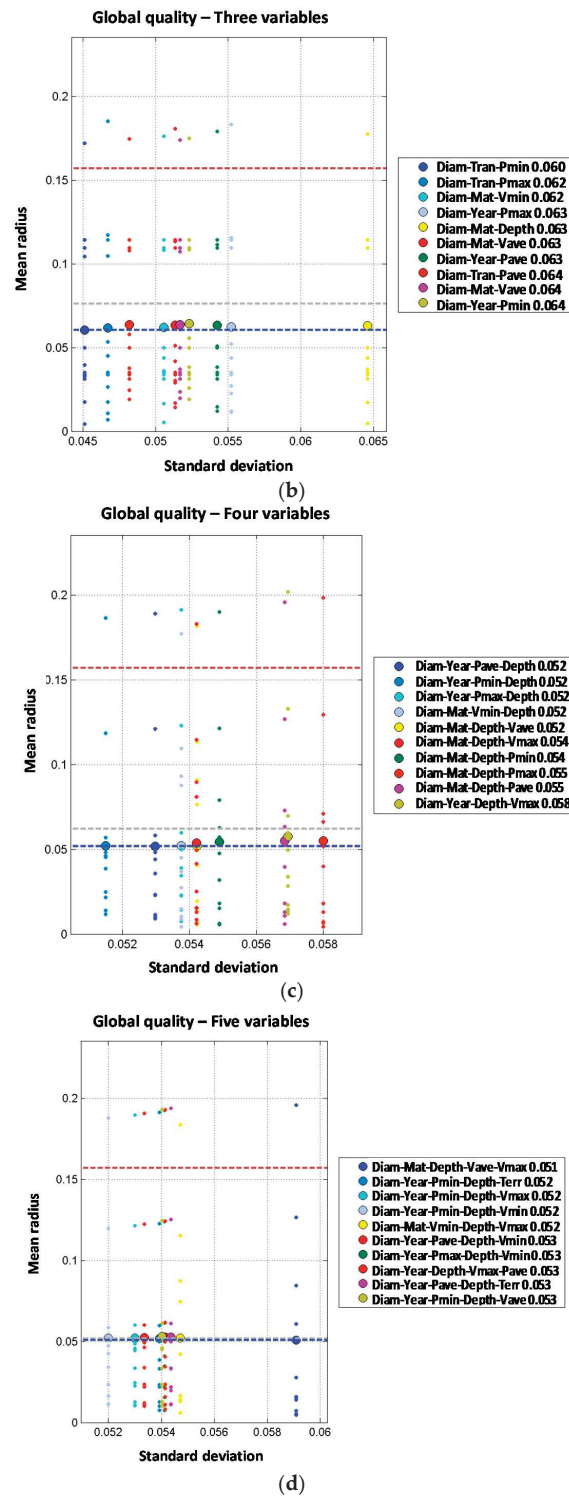 Global quality – Three variables
0.2
0.15
0.1
0.05
0
0.045
0.05
0.055
0.06
0.065
Mean radius
Standard deviation
Diam-Tran-Pmin 0.060
Diam-Tran-Pmax 0.062
Diam-Mat-Vmin 0.062
Diam-Year-Pmax 0.063
Diam-Mat-Depth 0.063
Diam-Mat-Vave 0.063
Diam-Year-Pave 0.063
Diam-Tran-Pave 0.064
Diam-Mat-Vave 0.064
Diam-Year-Pmin 0.064
(b)
Global quality – Four variables
0.2
0.15
0.1
0.05
0
0.052
0.054
0.056
0.058
Mean radius
Standard deviation
Diam-Year-Pave-Depth 0.052
Diam-Year-Pmin-Depth 0.052
Diam-Year-Pmax-Depth 0.052
Diam-Mat-Vmin-Depth 0.052
Diam-Mat-Depth-Vave 0.052
Diam-Mat-Depth-Vmax 0.054
Diam-Mat-Depth-Pmin 0.054
Diam-Mat-Depth-Pmax 0.055
Diam-Mat-Depth-Pave 0.055
Diam-Year-Depth-Vmax 0.058
(c)
Global quality – Five variables
0.2
0.15
0.1
0.05
0
0.052
0.054
0.056
0.058
0.06
Mean radius
Standard deviation
Diam-Mat-Depth-Vave-Vmax 0.051
Diam-Year-Pmin-Depth-Terr 0.052
Diam-Year-Pmin-Depth-Vmax 0.052
Diam-Year-Pmin-Depth-Vmin 0.052
Diam-Mat-Vmin-Depth-Vmax 0.052
Diam-Year-Pave-Depth-Vmin 0.053
Diam-Year-Pmax-Depth-Vmin 0.053
Diam-Year-Depth-Vmax-Pave 0.053
Diam-Year-Pave-Depth-Terr 0.053
Diam-Year-Pmin-Depth-Vave 0.053
(d)